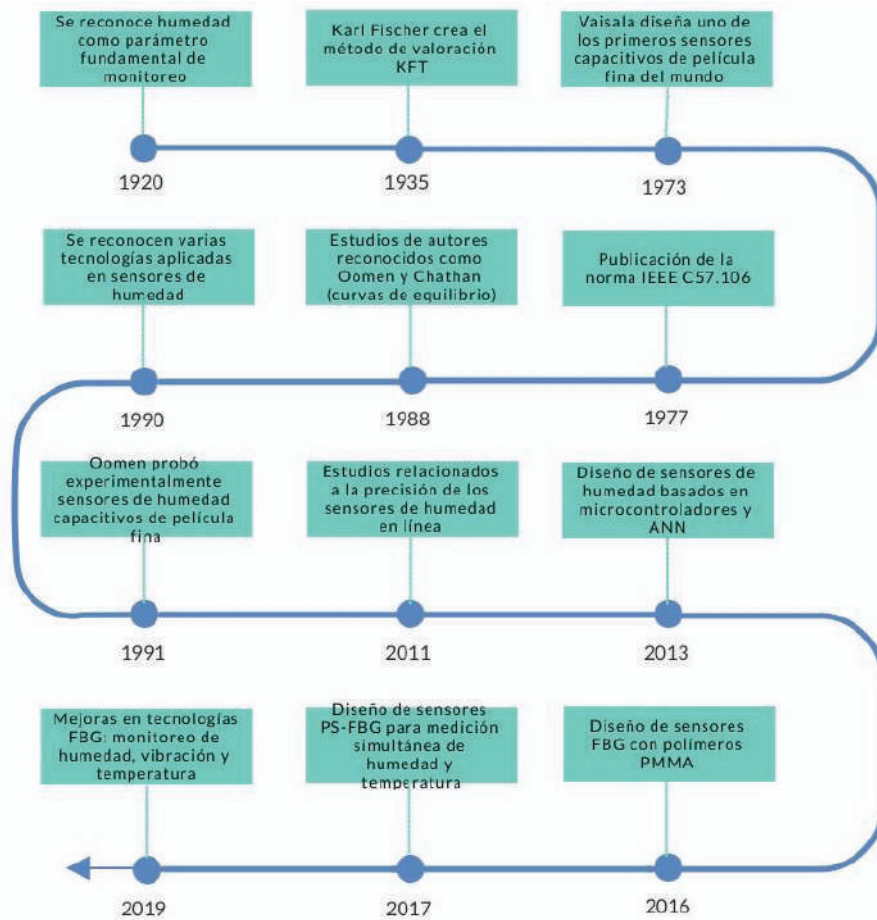 Se reconoce humedad
como parámetro
fundamental de
monitoreo
Karl Fischer crea el
método de valoración
KFT
Vaisala diseña uno de
los primeros sensores
capacitivos de película
fina del mundo
1920
1935
1973
Se reconocen varias
tecnologías aplicadas
en sensores de
humedad
Estudios de autores
reconocidos como
Oomen y Chathan
(curvas de equilibrio)
Publicación de la
norma IEEE C57.106
1990
1988
1977
Oomen probó
experimentalmente
sensores de humedad
capacitivos de película
fina
Estudios relacionados
a la precisión de los
sensores de humedad
en línea
Diseño de sensores de
humedad basados en
microcontroladores y
ANN
1991
2011
2013
Mejoras en tecnologías
FBG: monitoreo de
humedad, vibración y
temperatura
Diseño de sensores
PS-FBG para medición
simultánea de
humedad y
temperatura
Diseño de sensores
FBG con polímeros
PMMA
2019
2017
2016